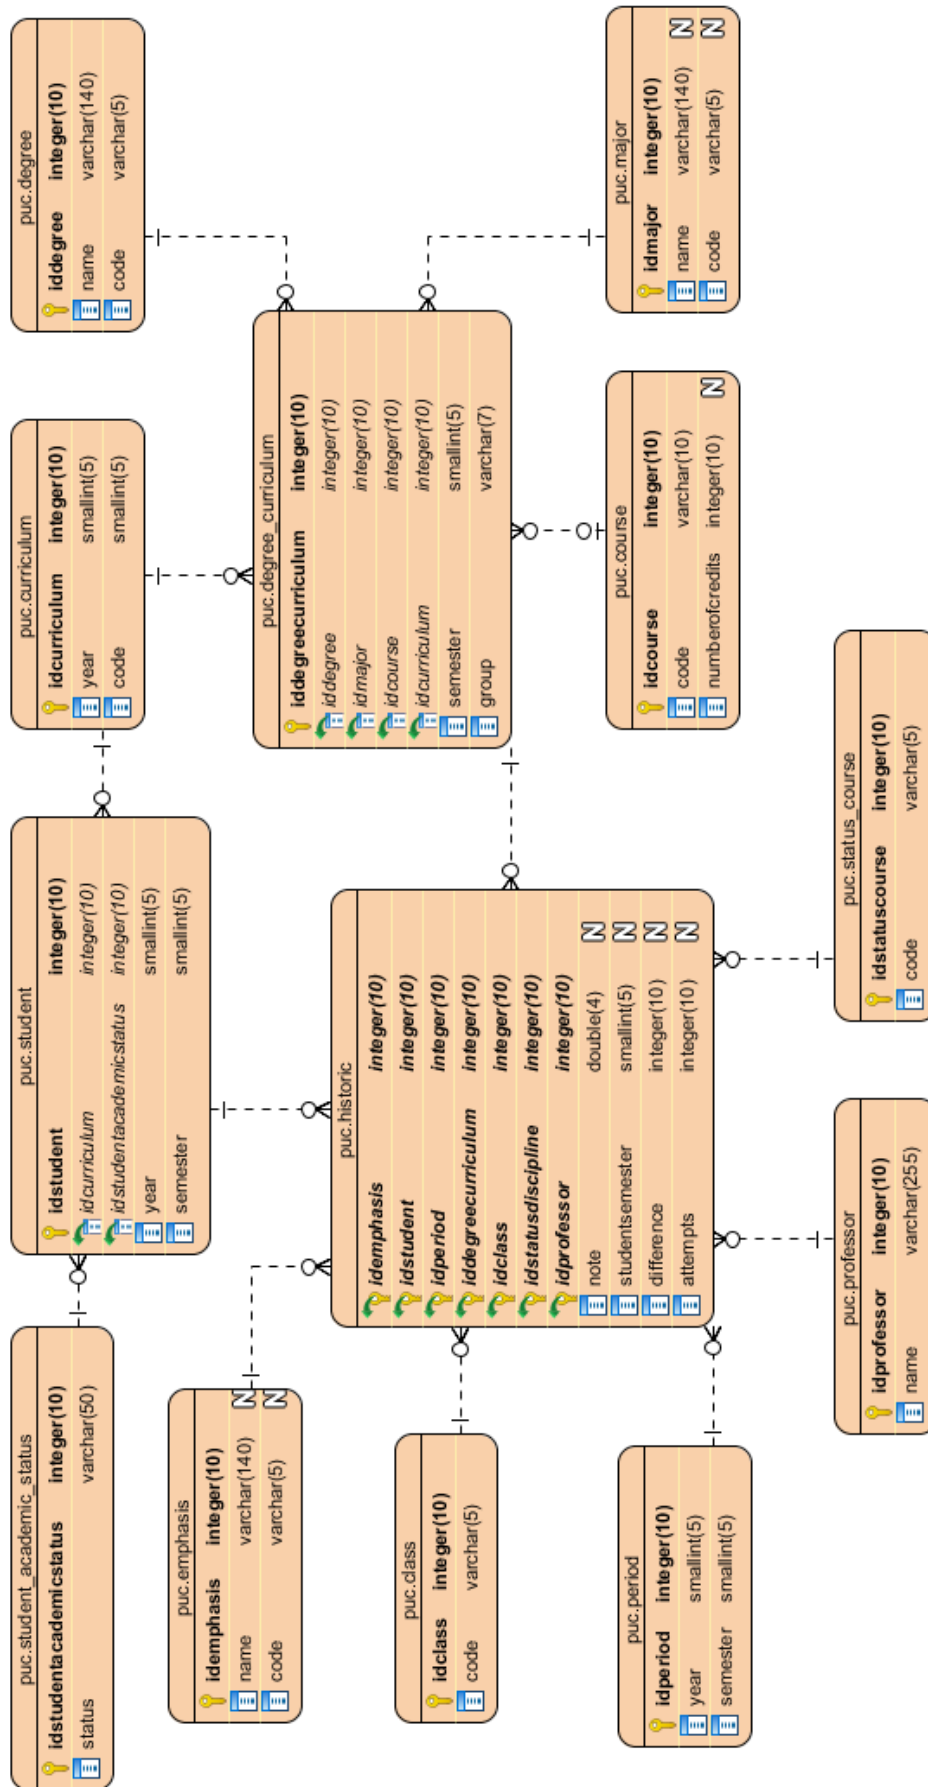 puc.student_academic_status
idstudentacademicstatus integer(10)
status varchar(50)
puc.student
idstudent integer(10)
idcurriculum integer(10)
idstudentacademicstatus integer(10)
year smallint(5)
semester smallint(5)
puc.curriculum
idcurriculum integer(10)
year smallint(5)
code smallint(5)
puc.degree
iddegree integer(10)
name varchar(140)
code varchar(5)
puc.emphasis
idemphasis integer(10)
name varchar(140) N
code varchar(5) N
puc.degree_curriculum
iddegreecurriculum integer(10)
iddegree integer(10)
idmajor integer(10)
idcourse integer(10)
idcurriculum integer(10)
semester smallint(5)
group varchar(7)
puc.historic
idemphasis integer(10)
idstudent integer(10)
idperiod integer(10)
iddegreecurriculum integer(10)
idclass integer(10)
idstatusdiscipline integer(10)
idprofessor integer(10)
note double(4) N
studentsemester smallint(5) N
difference integer(10) N
attempts integer(10) N
puc.class
idclass integer(10)
code varchar(5)
puc.period
idperiod integer(10)
year smallint(5)
semester smallint(5)
puc.course
idcourse integer(10)
code varchar(10)
numberofcredits integer(10) N
puc.major
idmajor integer(10)
name varchar(140) N
code varchar(5) N
puc.professor
idprofessor integer(10)
name varchar(255)
puc.status_course
idstatuscourse integer(10)
code varchar(5)